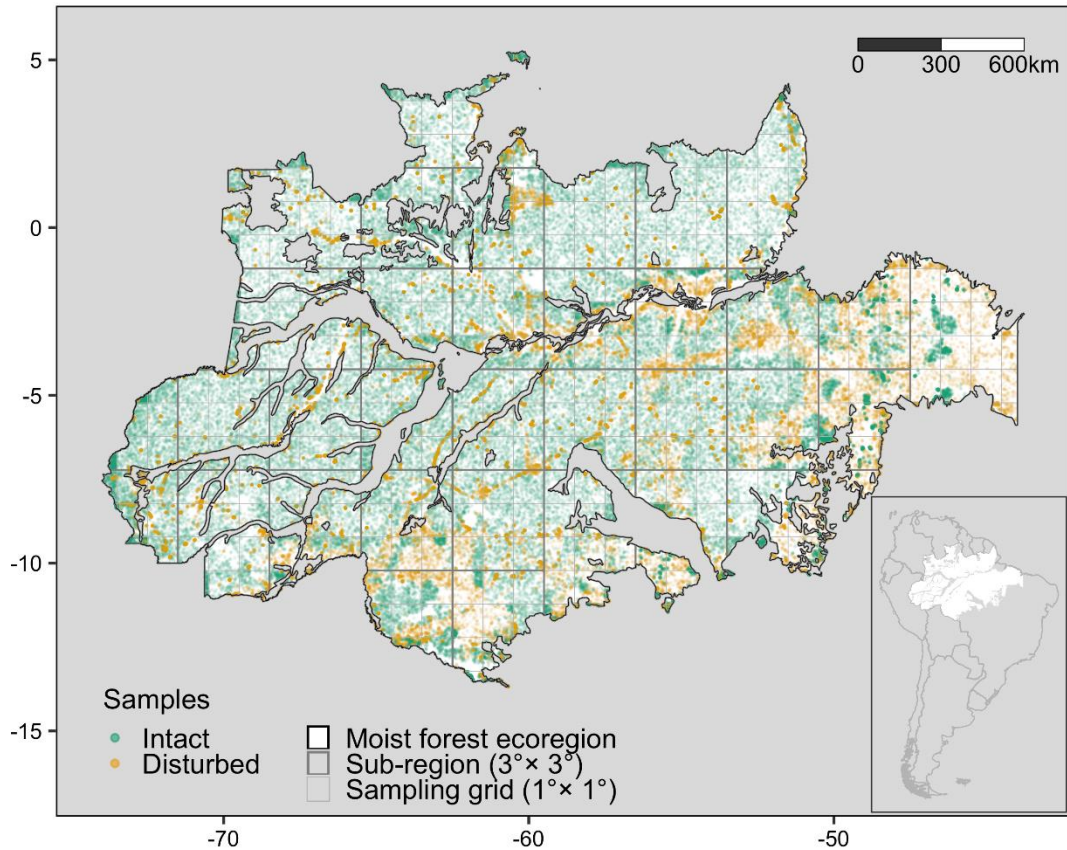 5
0
-5
-10
-15
0 300 600km
Samples
Intact
Disturbed
Moist forest ecoregion
Sub-region (3°× 3°)
Sampling grid (1°× 1°)
-70 -60 -50